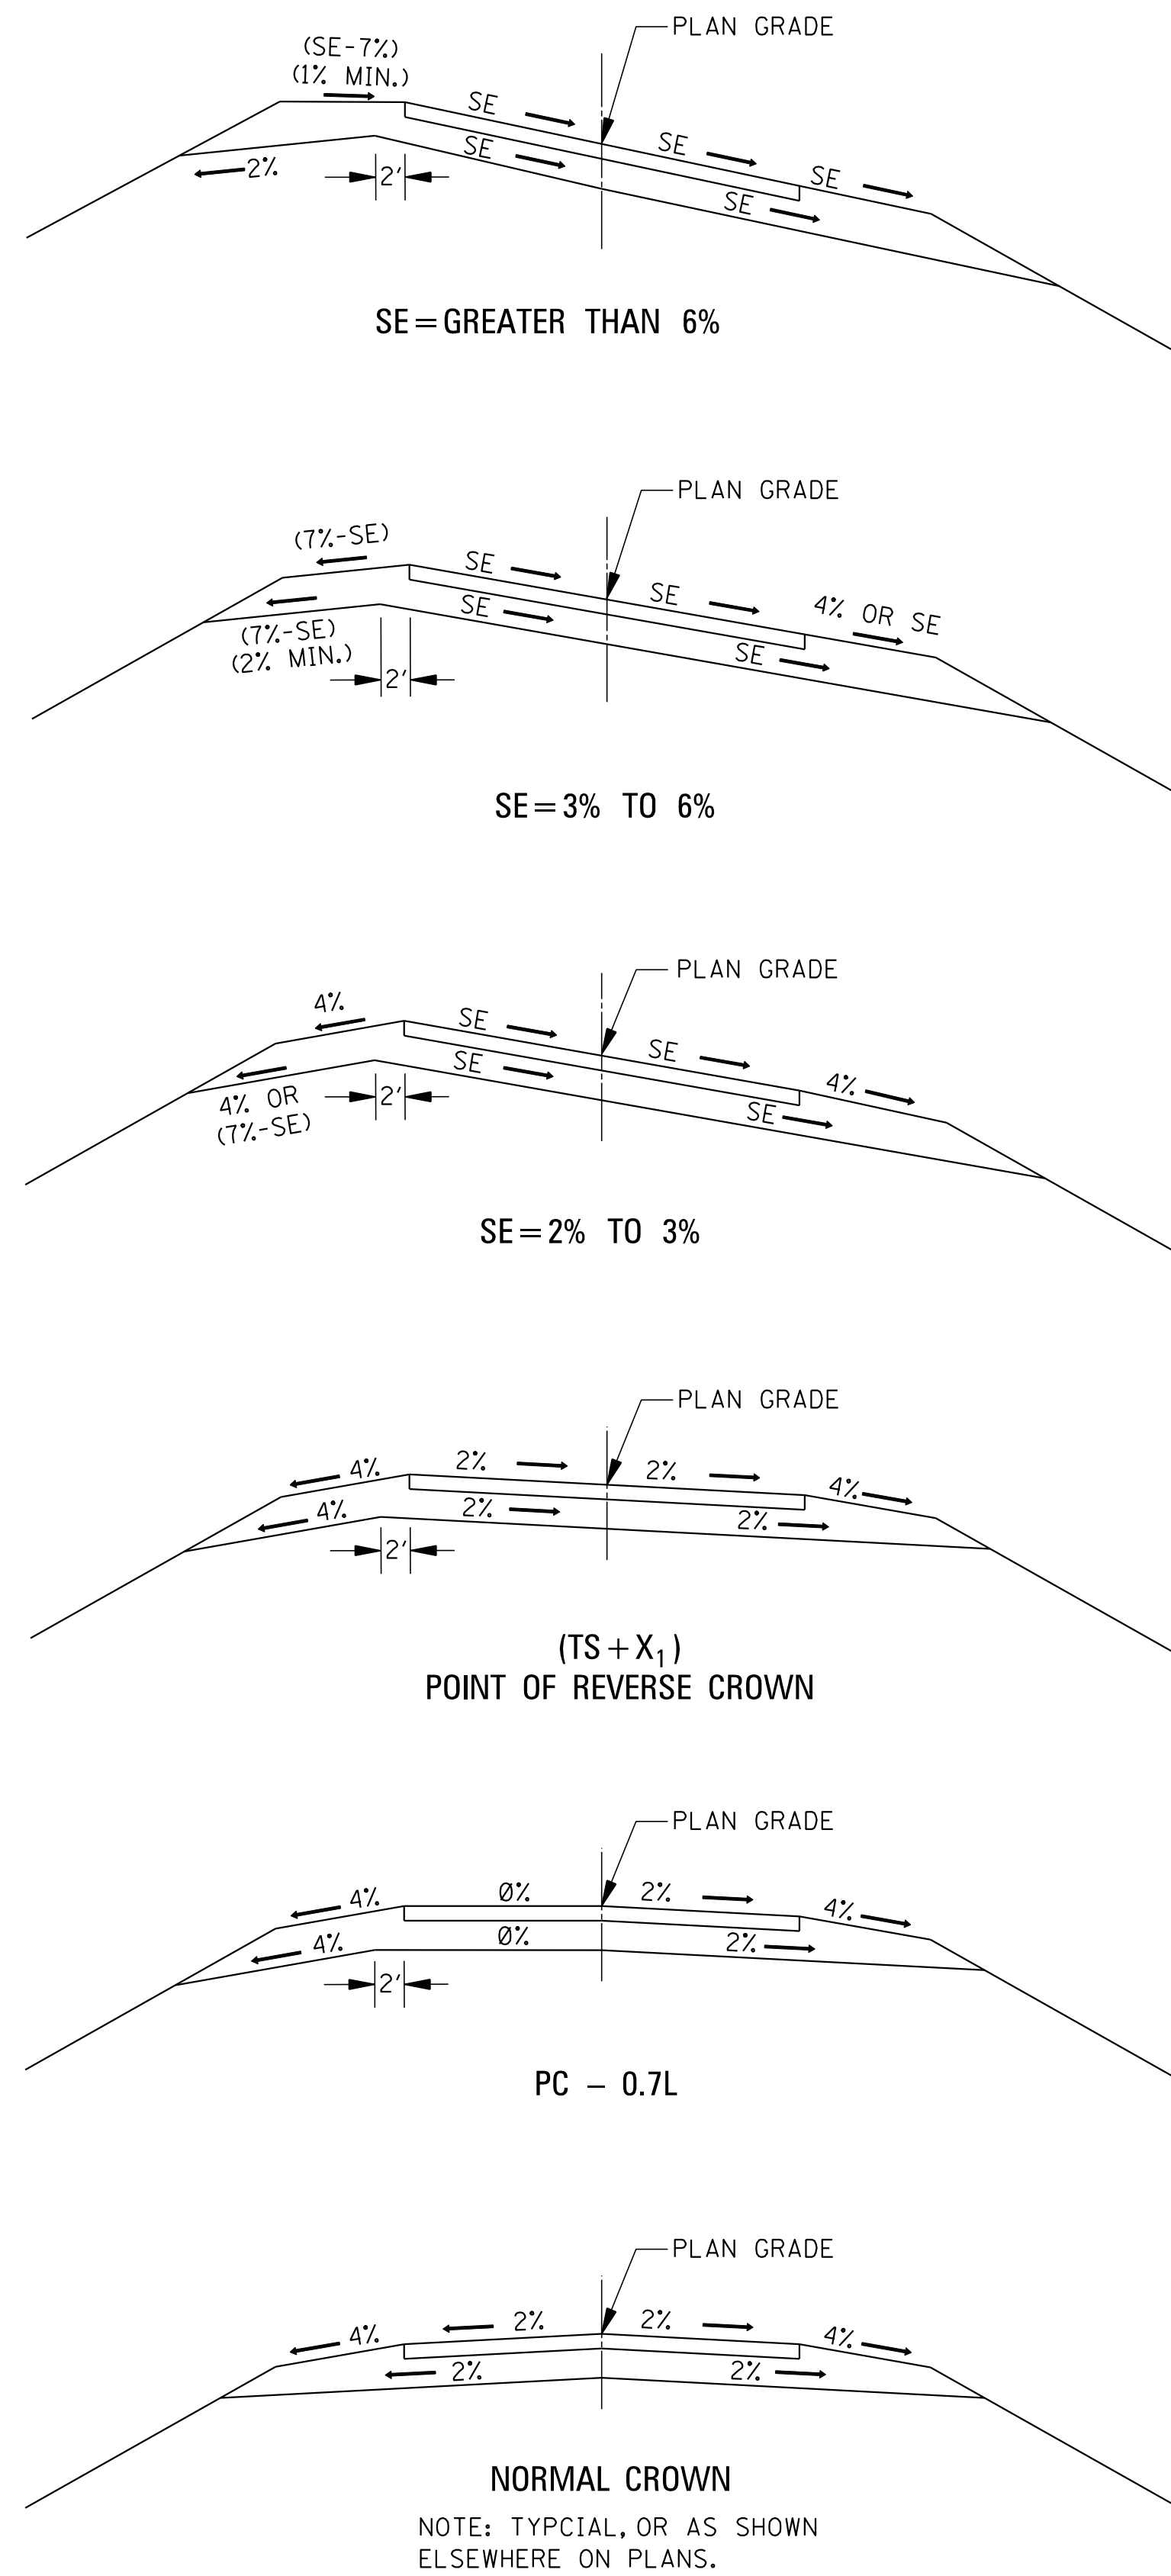 PLAN GRADE
(SE-7%)
(1% MIN.)
SE
SE
SE
SE
2%
2'
SE
SE=GREATER THAN 6%
PLAN GRADE
(7%-SE)
SE
SE
SE
4% OR SE
(7%-SE)
(2% MIN.)
SE
2'
SE=3% TO 6%
PLAN GRADE
4%
SE
SE
SE
4%
4% OR
(7%-SE)
2'
SE
SE=2% TO 3%
PLAN GRADE
4%
2%
2%
4%
4%
2%
2%
2'
(TS+X₁)
POINT OF REVERSE CROWN
PLAN GRADE
4%
Ø%
2%
4%
4%
Ø%
2%
2'
PC – 0.7L
PLAN GRADE
4%
2%
2%
4%
2%
2%
NORMAL CROWN
NOTE: TYPCIAL, OR AS SHOWN
ELSEWHERE ON PLANS.